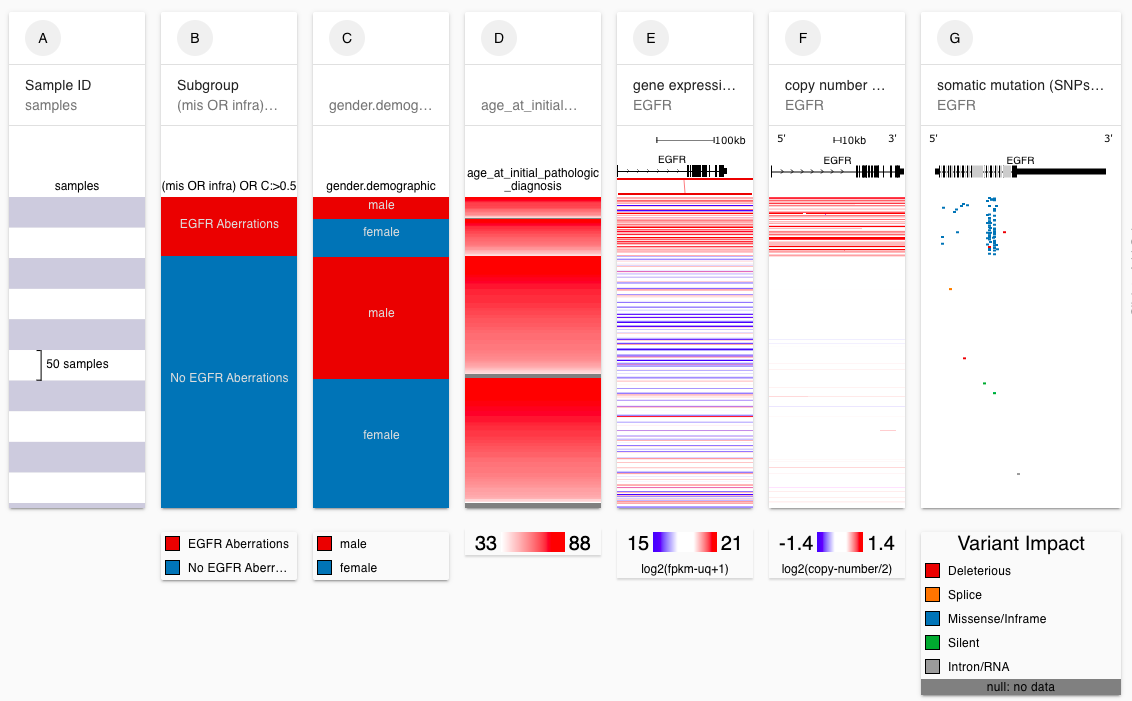 A
B
C
D
E
F
G
Sample ID
samples
Subgroup
(mis OR infra)…
gender.demog…
age_at_initial…
gene expressi…
EGFR
copy number …
EGFR
somatic mutation (SNPs…
EGFR
100kb
5'
10kb
3'
5'
3'
EGFR
EGFR
EGFR
samples
(mis OR infra) OR C:>0.5
gender.demographic
age_at_initial_pathologic
_diagnosis
EGFR Aberrations
male
female
male
50 samples
No EGFR Aberrations
female
EGFR Aberrations
No EGFR Aberr…
male
female
33
88
15
21
log2(fpkm-uq+1)
-1.4
1.4
log2(copy-number/2)
Variant Impact
Deleterious
Splice
Missense/Inframe
Silent
Intron/RNA
null: no data